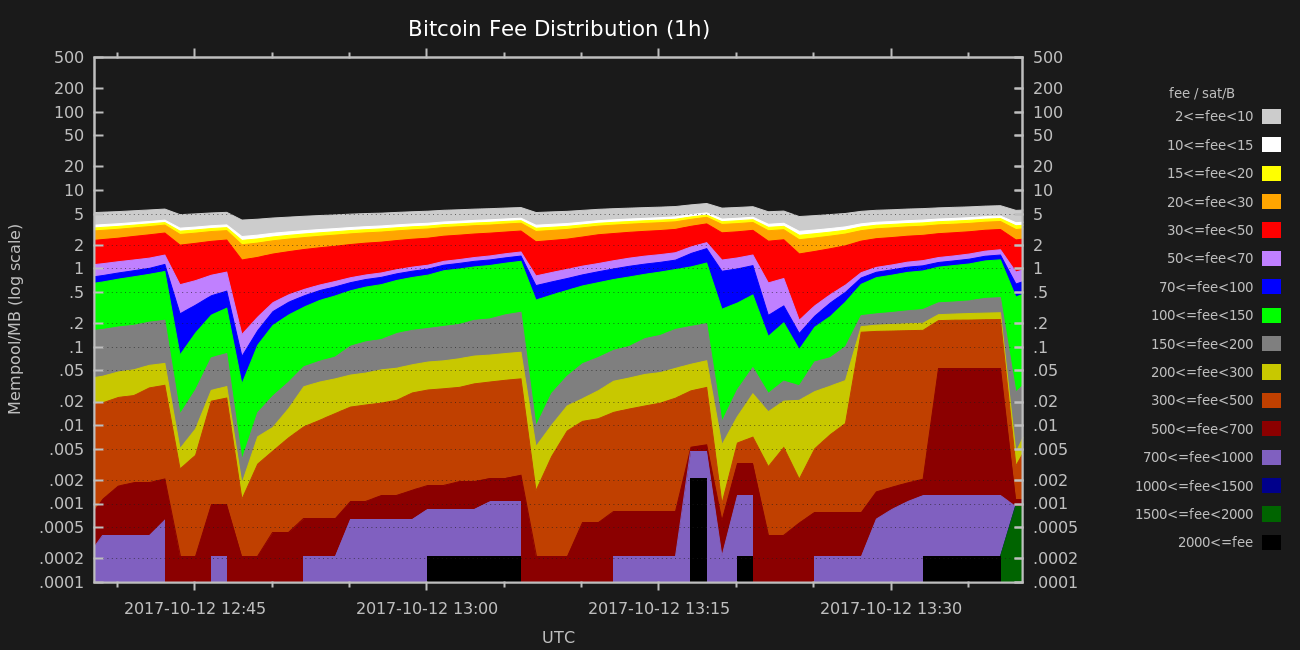 Bitcoin Fee Distribution (1h)
500 500
200 200
100 100
50 50
20 20
10 10
5 5
2 2
1 1
.5 .5
.2 .2
.1 .1
.05 .05
.02 .02
.01 .01
.005 .005
.002 .002
.001 .001
.0005 .0005
.0002 .0002
.0001 .0001
Mempool/MB (log scale)
2017-10-12 12:45 2017-10-12 13:00 2017-10-12 13:15 2017-10-12 13:30
UTC
fee / sat/B
2<=fee<10
10<=fee<15
15<=fee<20
20<=fee<30
30<=fee<50
50<=fee<70
70<=fee<100
100<=fee<150
150<=fee<200
200<=fee<300
300<=fee<500
500<=fee<700
700<=fee<1000
1000<=fee<1500
1500<=fee<2000
2000<=fee